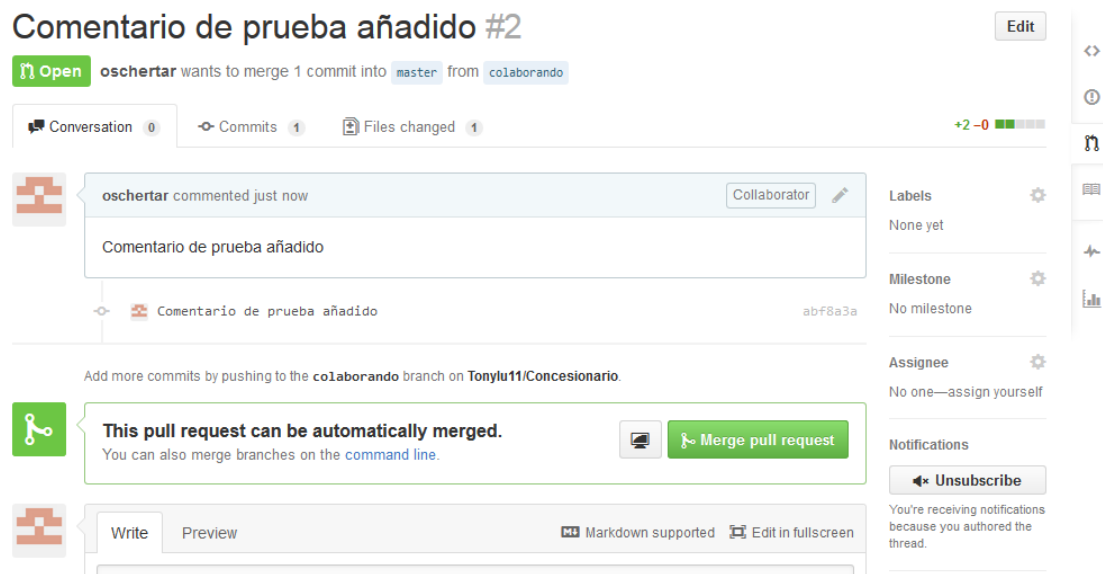 Comentario de prueba añadido #2
Edit
Open oschertar wants to merge 1 commit into master from colaborando
Conversation 0 Commits 1 Files changed 1 +2 −0
oschertar commented just now Collaborator
Comentario de prueba añadido
Comentario de prueba añadido abf8a3a
Add more commits by pushing to the colaborando branch on Tonylu11/Concesionario.
This pull request can be automatically merged.
You can also merge branches on the command line.
Merge pull request
Write Preview Markdown supported Edit in fullscreen
Labels
None yet
Milestone
No milestone
Assignee
No one—assign yourself
Notifications
Unsubscribe
You're receiving notifications
because you authored the
thread.